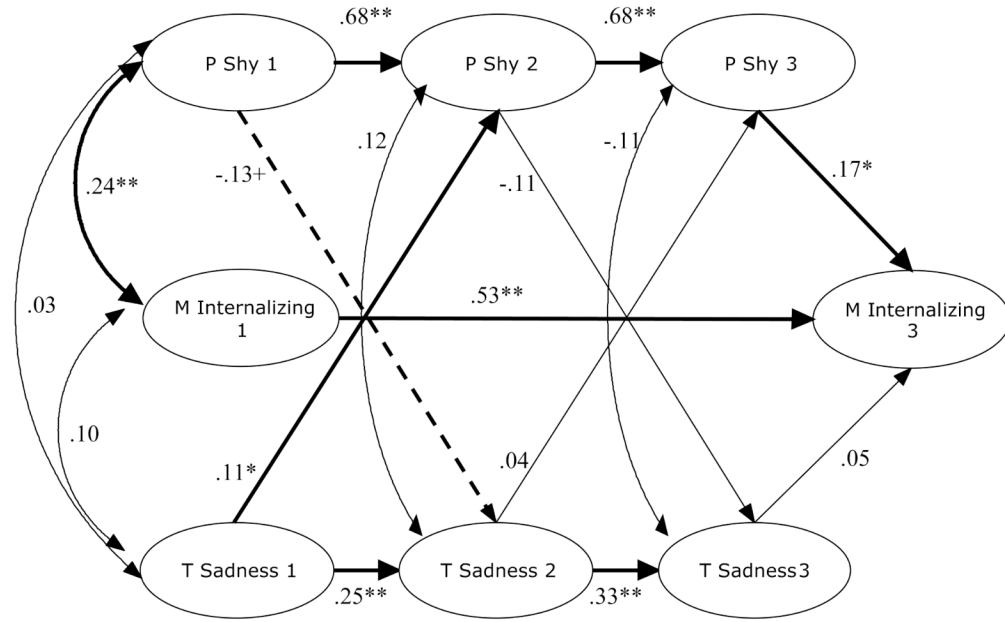 .68**
.68**
P Shy 1
P Shy 2
P Shy 3
.12
-.11
-.13+
-.11
.17*
.24**
.53**
.03
M Internalizing
1
M Internalizing
3
.10
.11*
.04
.05
T Sadness 1
T Sadness 2
T Sadness3
.25**
.33**